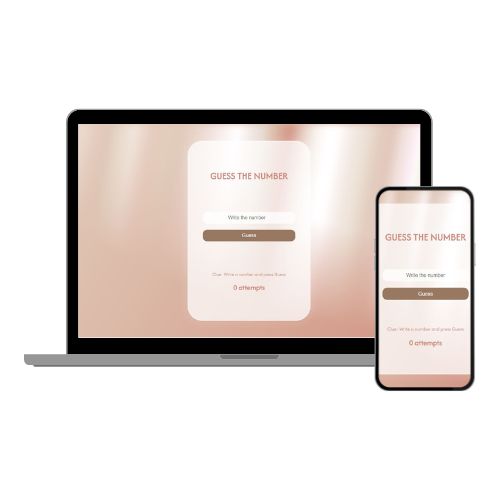 GUESS THE NUMBER
Write the number
Guess
Clue: Write a number and press Guess
0 attempts
GUESS THE NUMBER
Write the number
Guess
Clue: Write a number and press Guess
0 attempts